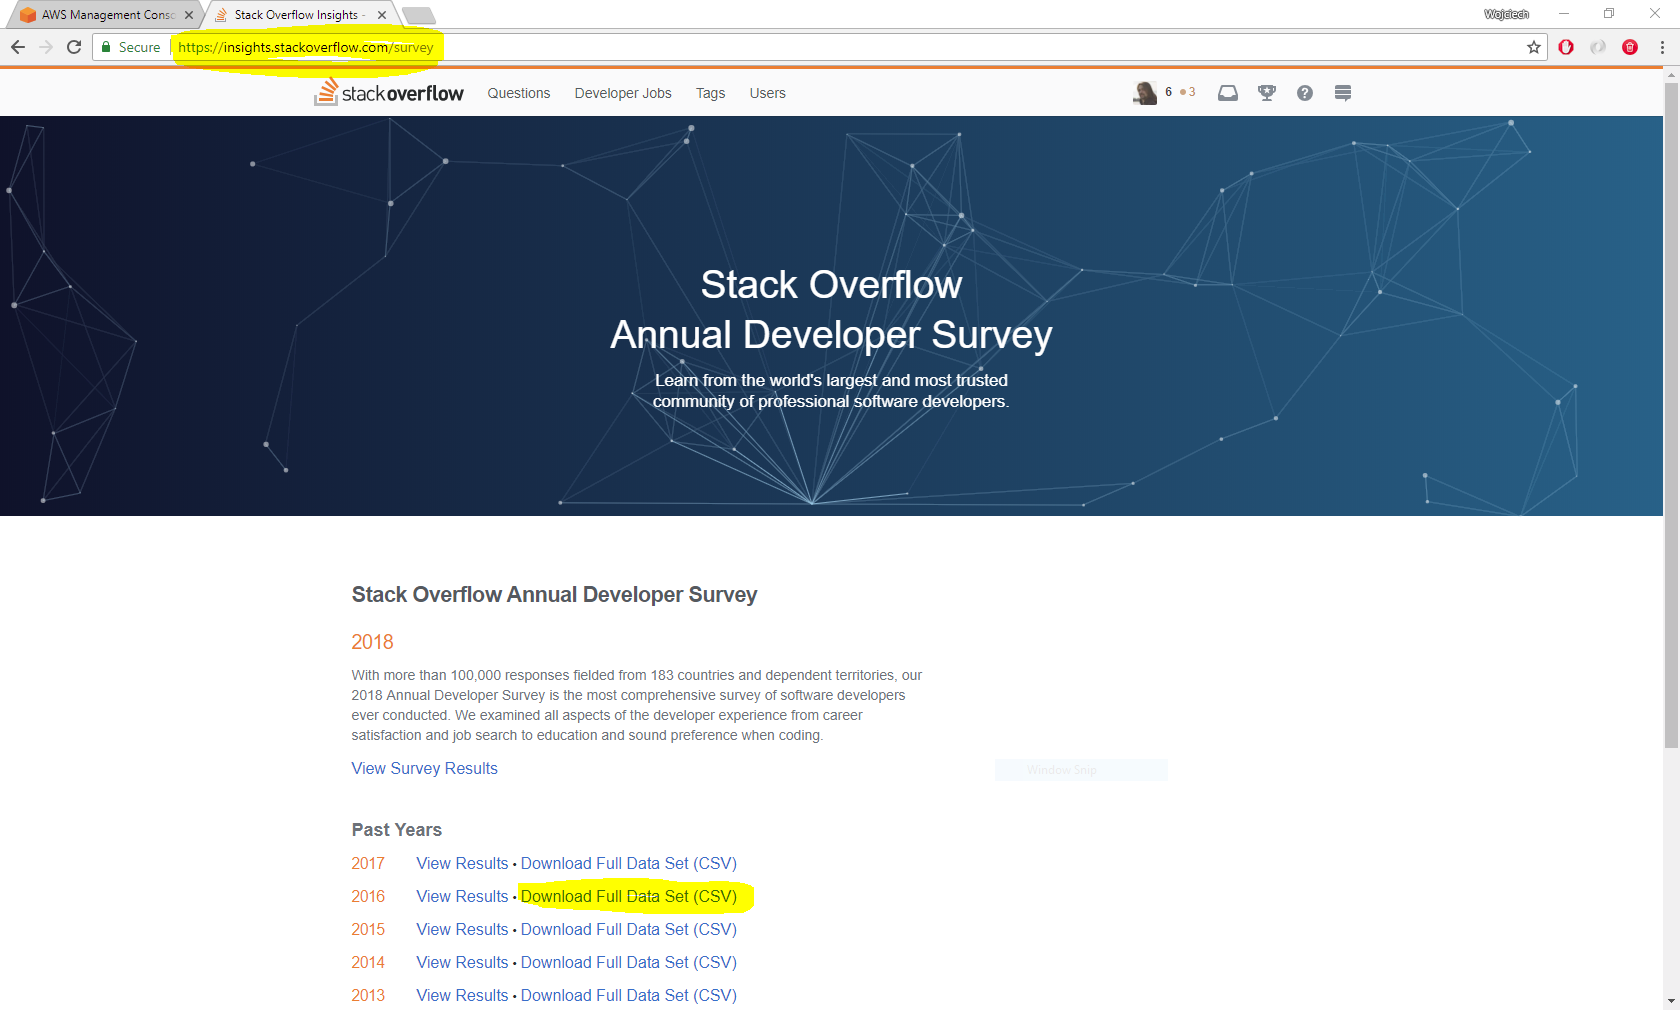 AWS Management Conso
Stack Overflow Insights -
Wojciech
Secure
https://insights.stackoverflow.com/survey
stackoverflow
Questions
Developer Jobs
Tags
Users
6
3
Stack Overflow
Annual Developer Survey
Learn from the world's largest and most trusted
community of professional software developers.
Stack Overflow Annual Developer Survey
2018
With more than 100,000 responses fielded from 183 countries and dependent territories, our
2018 Annual Developer Survey is the most comprehensive survey of software developers
ever conducted. We examined all aspects of the developer experience from career
satisfaction and job search to education and sound preference when coding.
View Survey Results
Window Snip
Past Years
2017 View Results • Download Full Data Set (CSV)
2016 View Results • Download Full Data Set (CSV)
2015 View Results • Download Full Data Set (CSV)
2014 View Results • Download Full Data Set (CSV)
2013 View Results • Download Full Data Set (CSV)